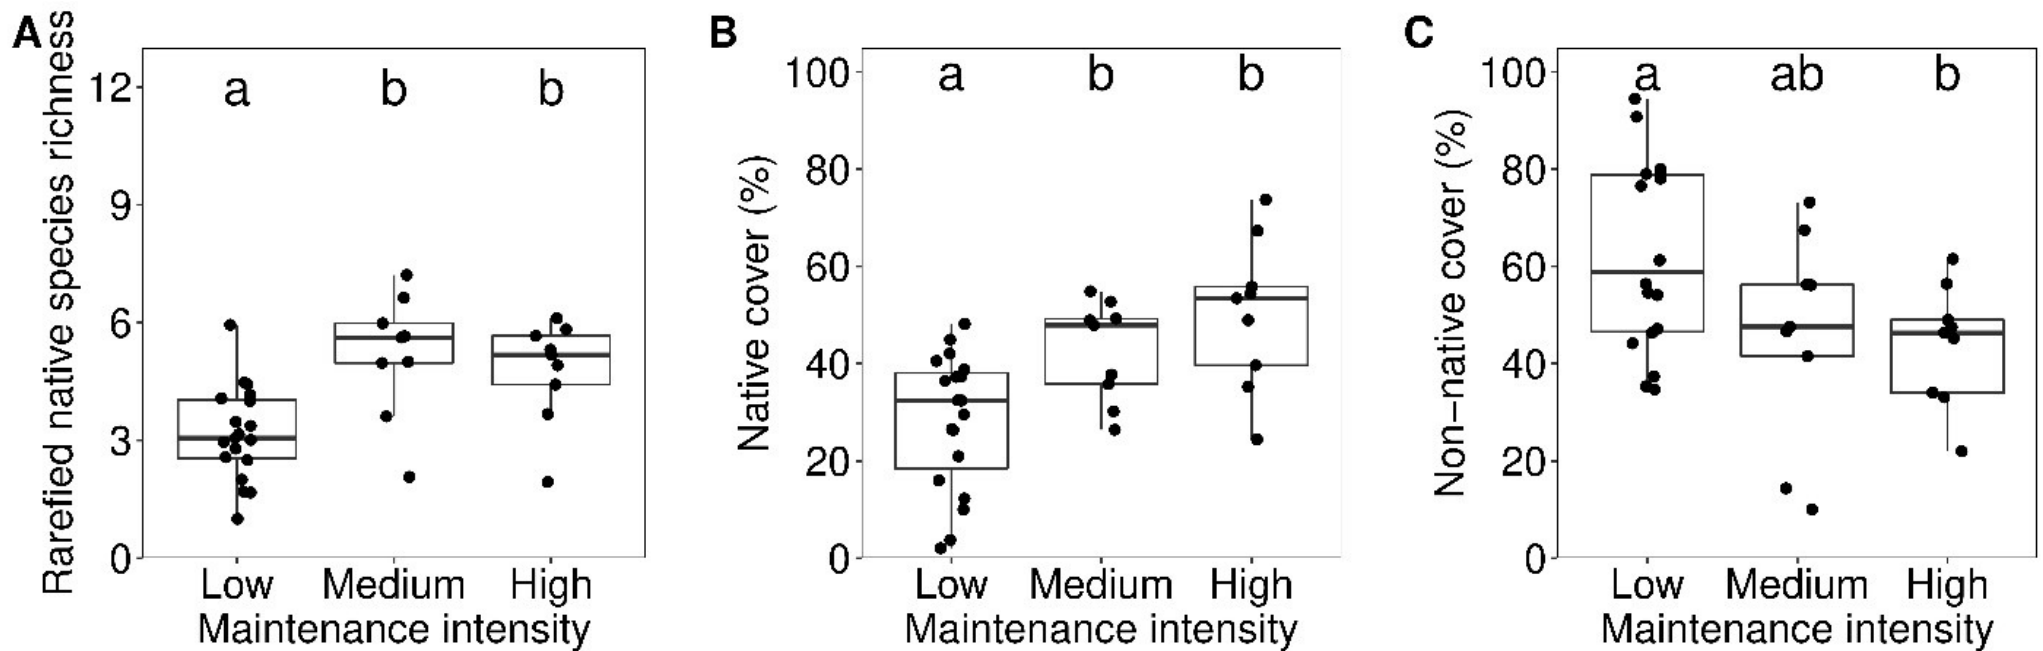 A
Rarefied native species richness
12
9
6
3
0
a
b
b
Low
Medium
High
Maintenance intensity
B
Native cover (%)
100
80
60
40
20
0
a
b
b
Low
Medium
High
Maintenance intensity
C
Non−native cover (%)
100
80
60
40
20
0
a
ab
b
Low
Medium
High
Maintenance intensity